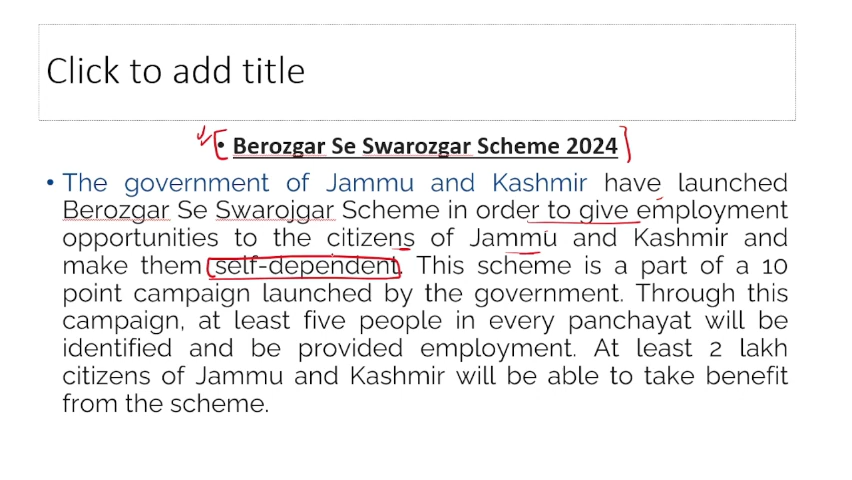 Click to add title
• Berozgar Se Swarozgar Scheme 2024
• The government of Jammu and Kashmir have launched
Berozgar Se Swarojgar Scheme in order to give employment
opportunities to the citizens of Jammu and Kashmir and
make them self-dependent. This scheme is a part of a 10
point campaign launched by the government. Through this
campaign, at least five people in every panchayat will be
identified and be provided employment. At least 2 lakh
citizens of Jammu and Kashmir will be able to take benefit
from the scheme.